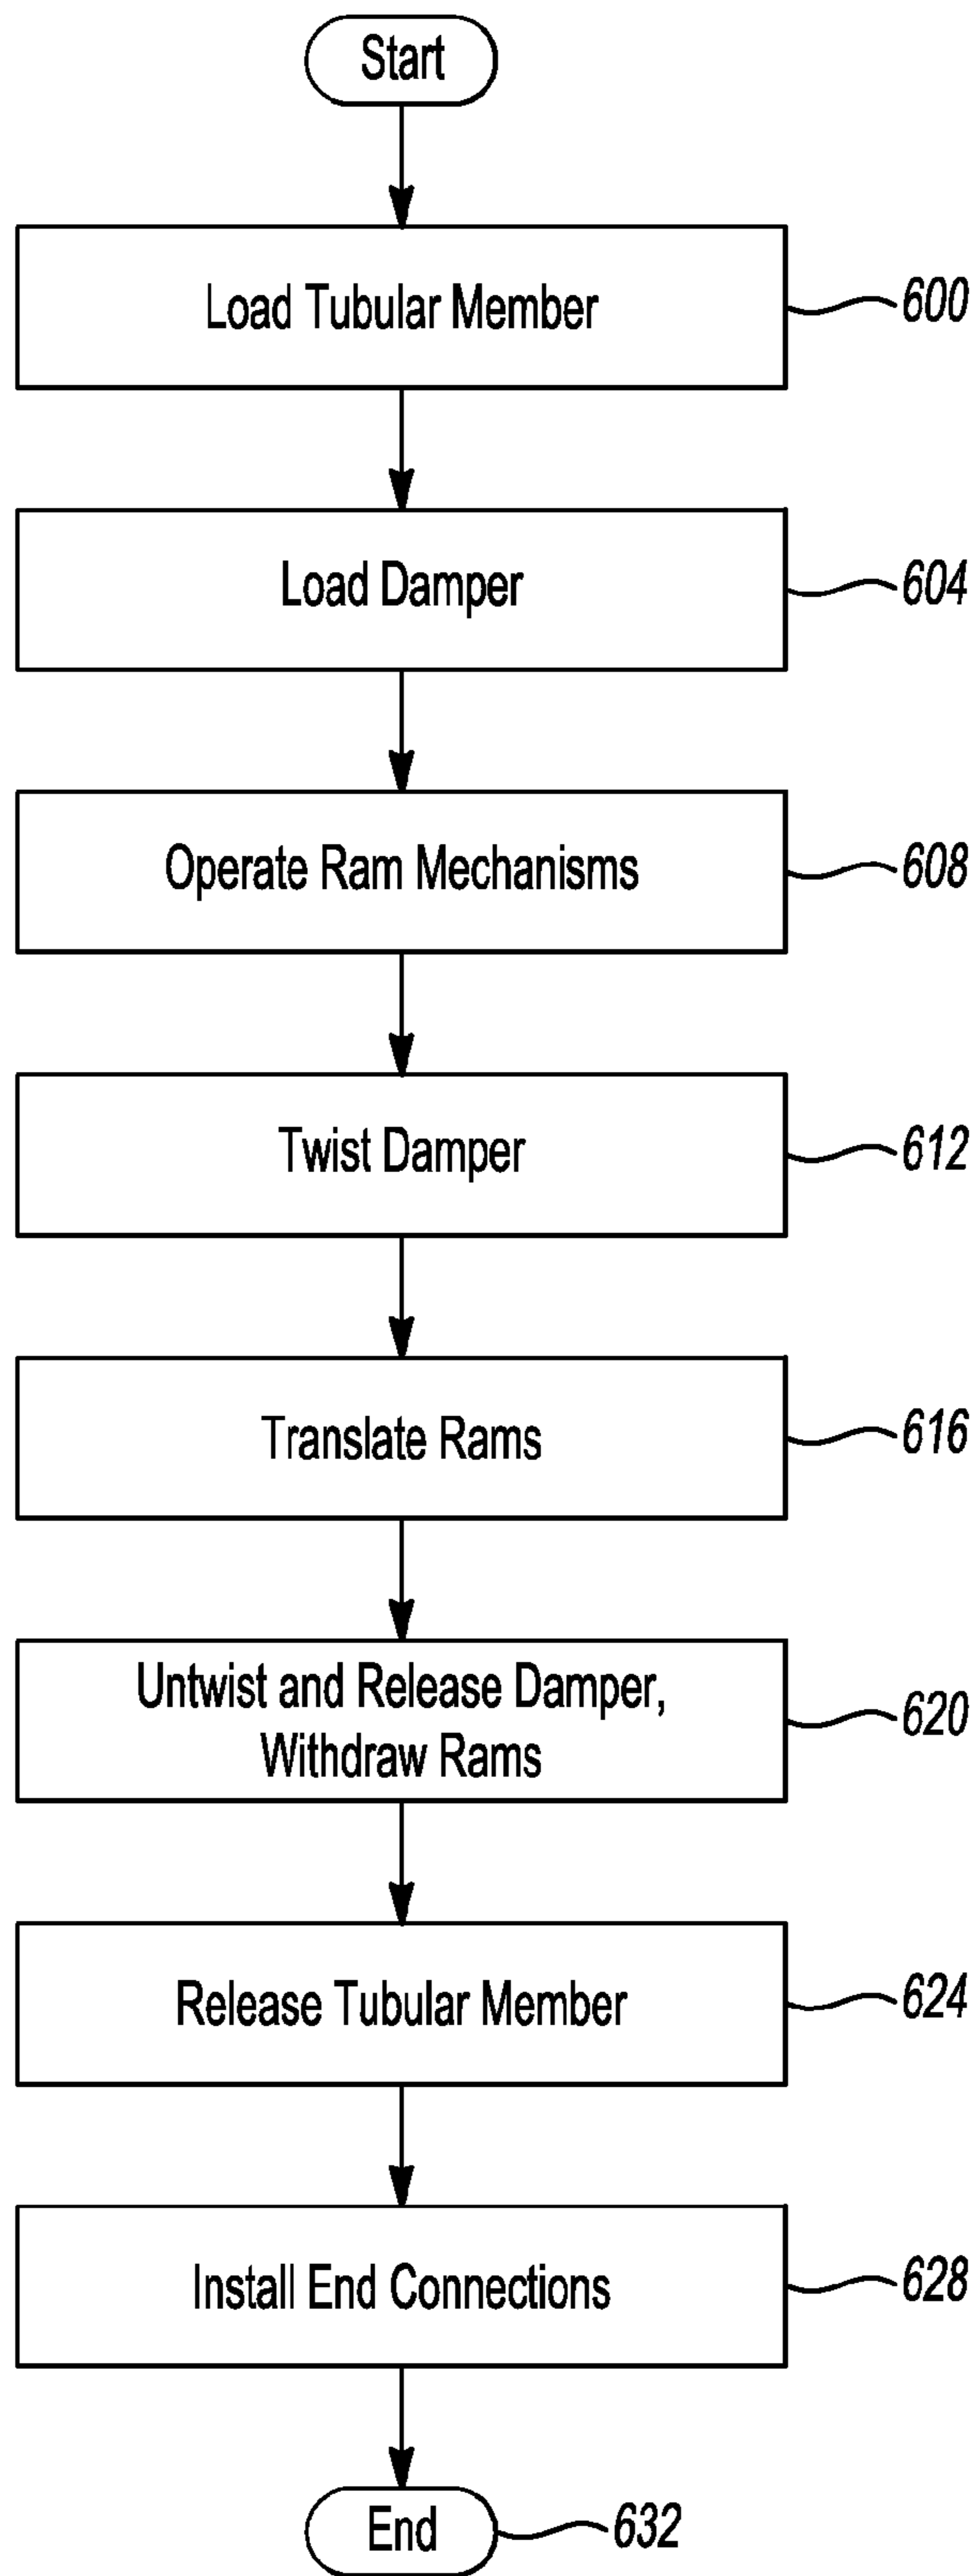 Start
Load Tubular Member
600
Load Damper
604
Operate Ram Mechanisms
608
Twist Damper
612
Translate Rams
616
Untwist and Release Damper,
Withdraw Rams
620
Release Tubular Member
624
Install End Connections
628
End
632